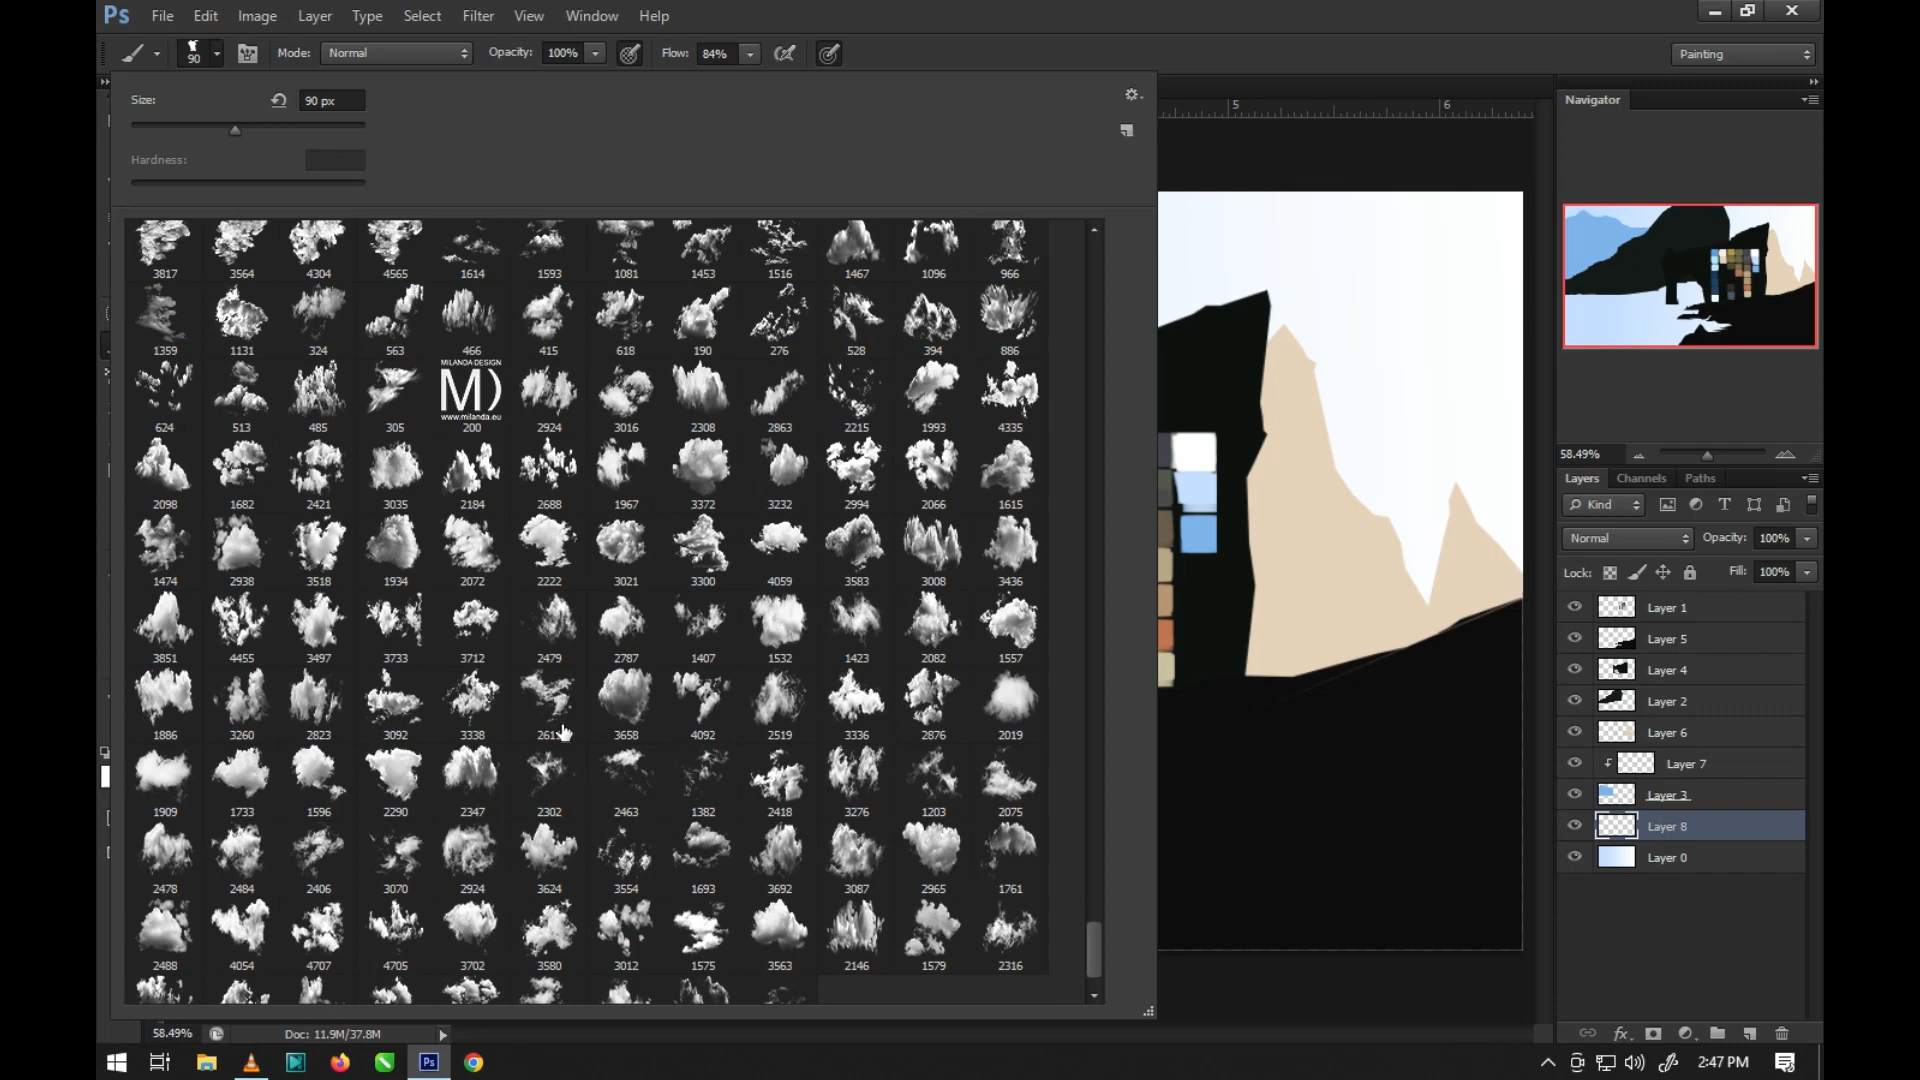 Ps File Edit Image Layer Type Select Filter View Window Help
90 Mode: Normal Opacity: 100% Flow: 84% Painting
Size: 90 px
Hardness:
5 6
Navigator
3817 3564 4304 4565 1614 1593 1081 1453 1516 1467 1096 966
1359 1131 324 563 466 415 618 190 276 528 394 886
MILANDA DESIGN
M)
www.milanda.eu
624 513 485 305 200 2924 3016 2308 2863 2215 1993 4335
2098 1682 2421 3035 2184 2688 1967 3372 3232 2994 2066 1615
1474 2938 3518 1934 2072 2222 3021 3300 4059 3583 3008 3436
3851 4455 3497 3733 3712 2479 2787 1407 1532 1423 2082 1557
1886 3260 2823 3092 3338 3658 4092 2519 3336 2876 2019
1909 1733 1596 2290 2347 2302 2463 1382 2418 3276 1203 2075
2478 2484 2406 3070 2924 3624 3554 1693 3692 3087 2965 1761
2488 4054 4707 4705 3702 3580 3012 1575 3563 2146 1579 2316
58.49%
Layers Channels Paths
Kind
Normal Opacity: 100%
Lock: Fill: 100%
Layer 1
Layer 5
Layer 4
Layer 2
Layer 6
Layer 7
Layer 3
Layer 8
Layer 0
fx
58.49% Doc: 11.9M/37.8M
Ps 2:47 PM